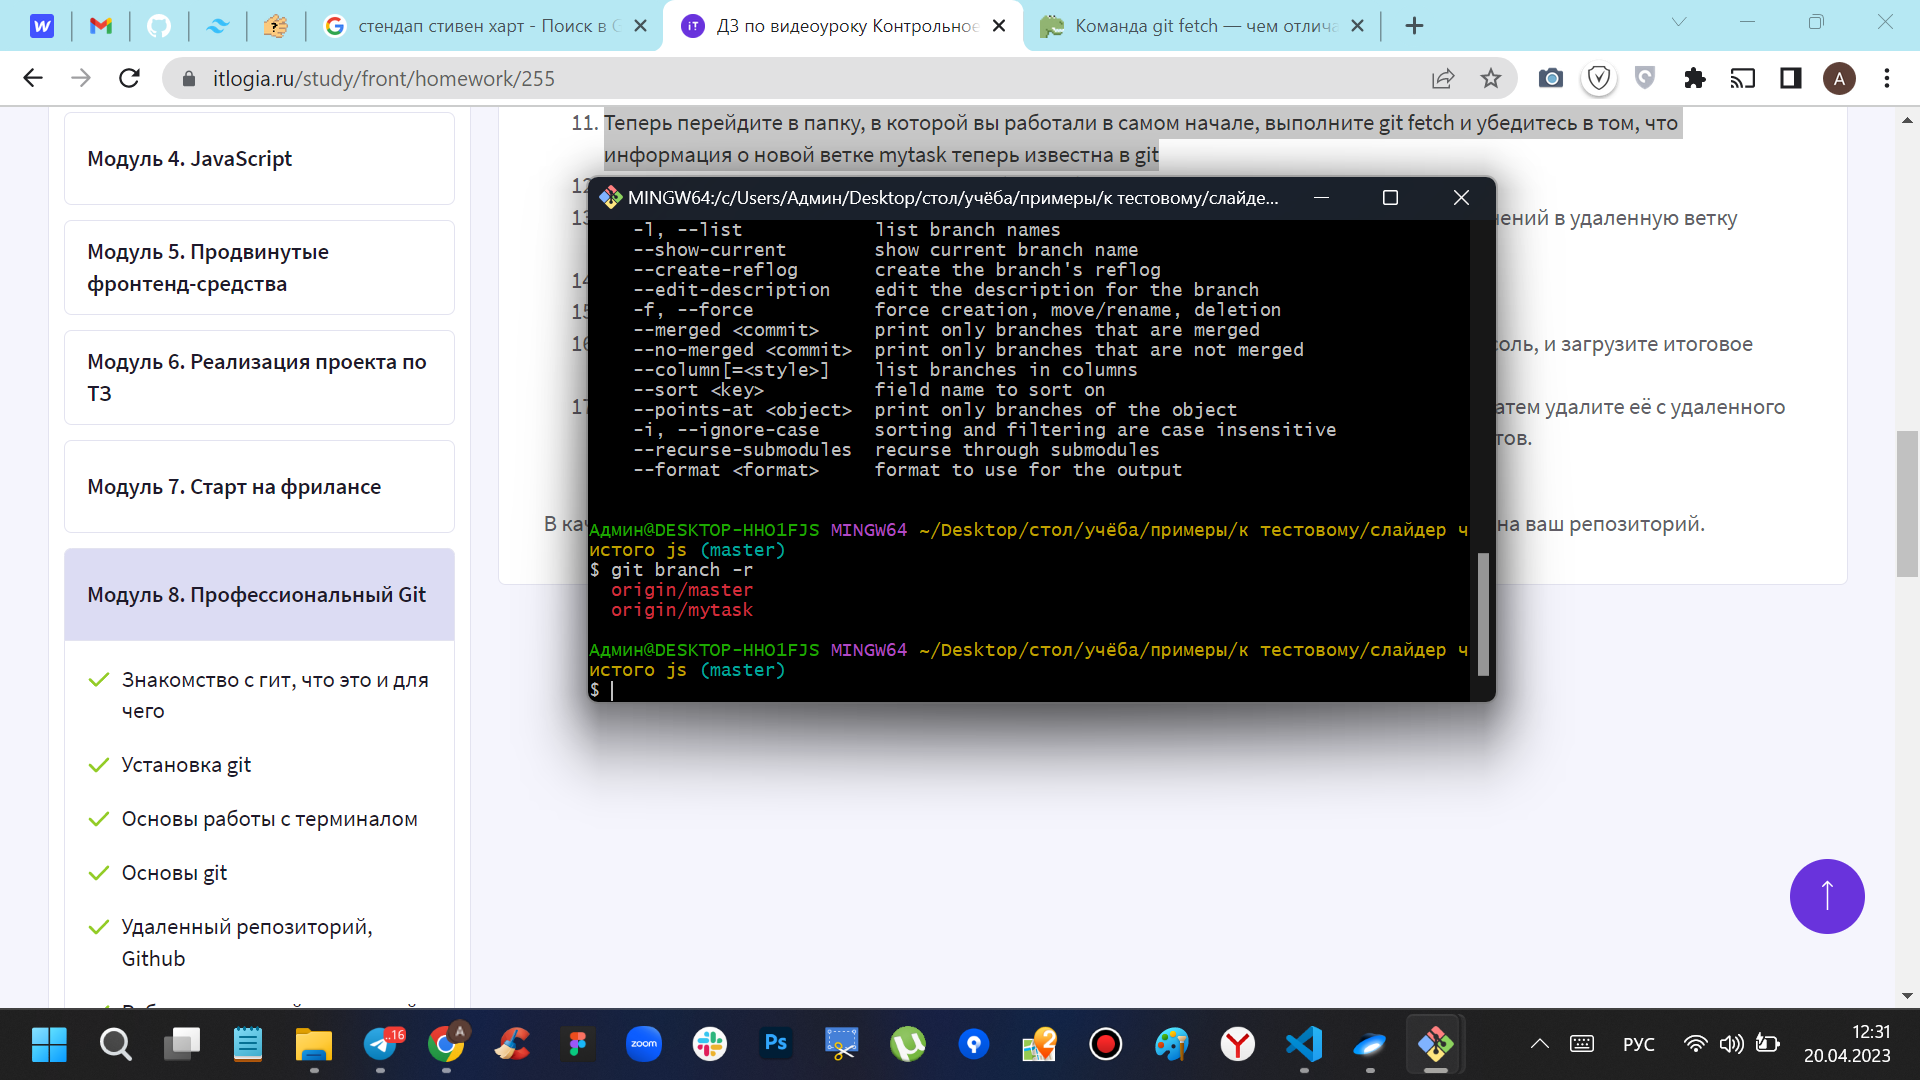 стендап стивен харт - Поиск в G
ДЗ по видеоуроку Контрольное
Команда git fetch — чем отлича
itlogia.ru/study/front/homework/255
A
11. Теперь перейдите в папку, в которой вы работали в самом начале, выполните git fetch и убедитесь в том, что
информация о новой ветке mytask теперь известна в git
Модуль 4. JavaScript
Модуль 5. Продвинутые
фронтенд-средства
Модуль 6. Реализация проекта по
ТЗ
Модуль 7. Старт на фрилансе
Модуль 8. Профессиональный Git
Знакомство с гит, что это и для
чего
Установка git
Основы работы с терминалом
Основы git
Удаленный репозиторий,
Github
12
13
ений в удаленную ветку
14
15
16
соль, и загрузите итоговое
17
атем удалите её с удаленного
тов.
В кач
на ваш репозиторий.
MINGW64:/c/Users/Админ/Desktop/стол/учёба/примеры/к тестовому/слайде...
-l, --list            list branch names
--show-current        show current branch name
--create-reflog       create the branch's reflog
--edit-description    edit the description for the branch
-f, --force           force creation, move/rename, deletion
--merged <commit>     print only branches that are merged
--no-merged <commit>  print only branches that are not merged
--column[=<style>]    list branches in columns
--sort <key>          field name to sort on
--points-at <object>  print only branches of the object
-i, --ignore-case     sorting and filtering are case insensitive
--recurse-submodules  recurse through submodules
--format <format>     format to use for the output
Админ@DESKTOP-HHO1FJS MINGW64 ~/Desktop/стол/учёба/примеры/к тестовому/слайдер ч
истого js (master)
$ git branch -r
origin/master
origin/mytask
Админ@DESKTOP-HHO1FJS MINGW64 ~/Desktop/стол/учёба/примеры/к тестовому/слайдер ч
истого js (master)
$
..16
A
zoom
Ps
2
РУС
12:31
20.04.2023